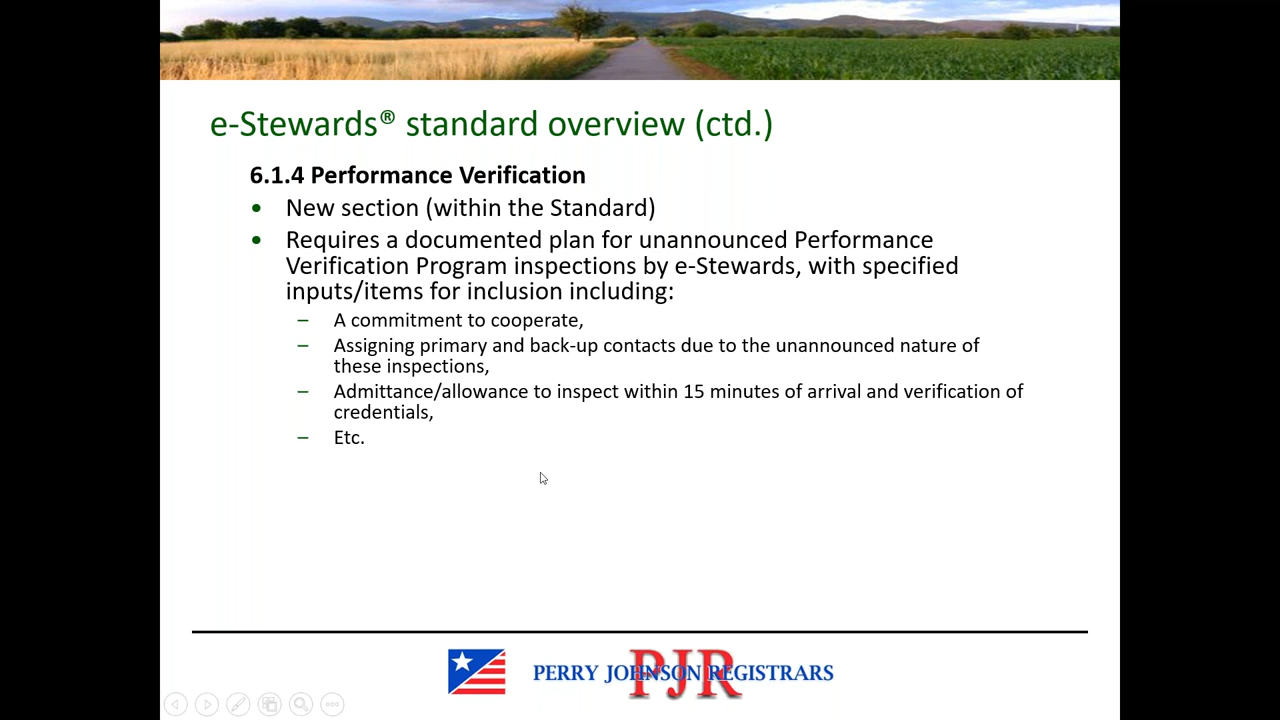 e-Stewards® standard overview (ctd.)
6.1.4 Performance Verification
• New section (within the Standard)
• Requires a documented plan for unannounced Performance
Verification Program inspections by e-Stewards, with specified
inputs/items for inclusion including:
– A commitment to cooperate,
– Assigning primary and back-up contacts due to the unannounced nature of
these inspections,
– Admittance/allowance to inspect within 15 minutes of arrival and verification of
credentials,
– Etc.
PJR
PERRY JOHNSON REGISTRARS